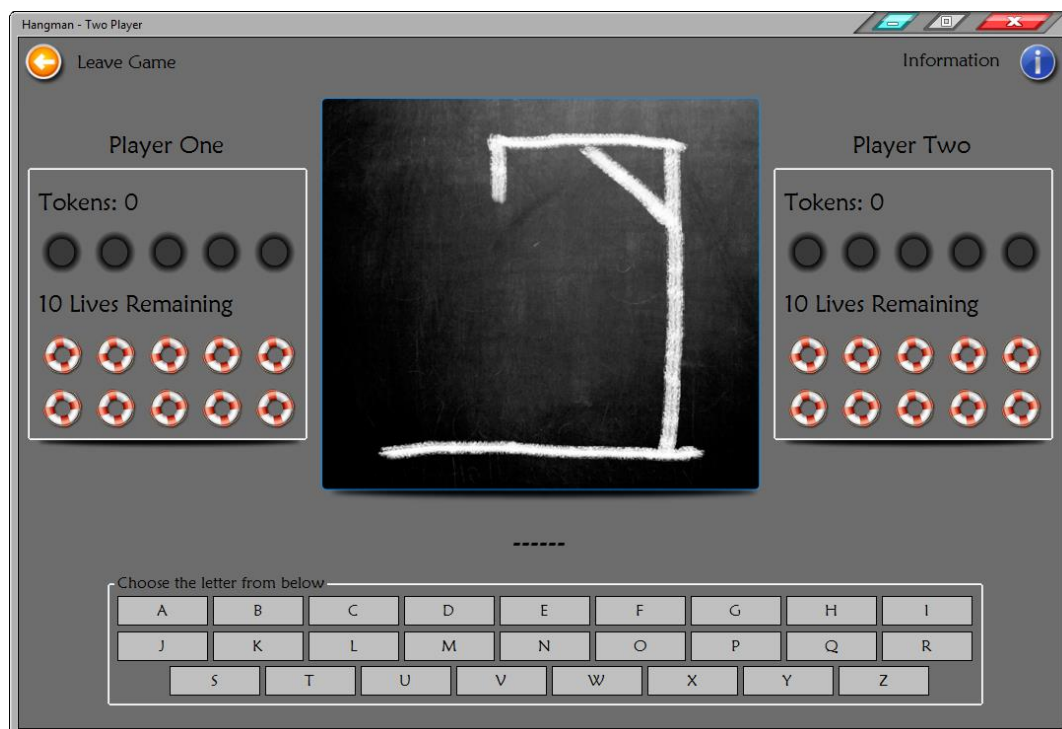 Hangman - Two Player
Leave Game
Information
Player One
Player Two
Tokens: 0
10 Lives Remaining
Tokens: 0
10 Lives Remaining
------
Choose the letter from below
A B C D E F G H I
J K L M N O P Q R
S T U V W X Y Z